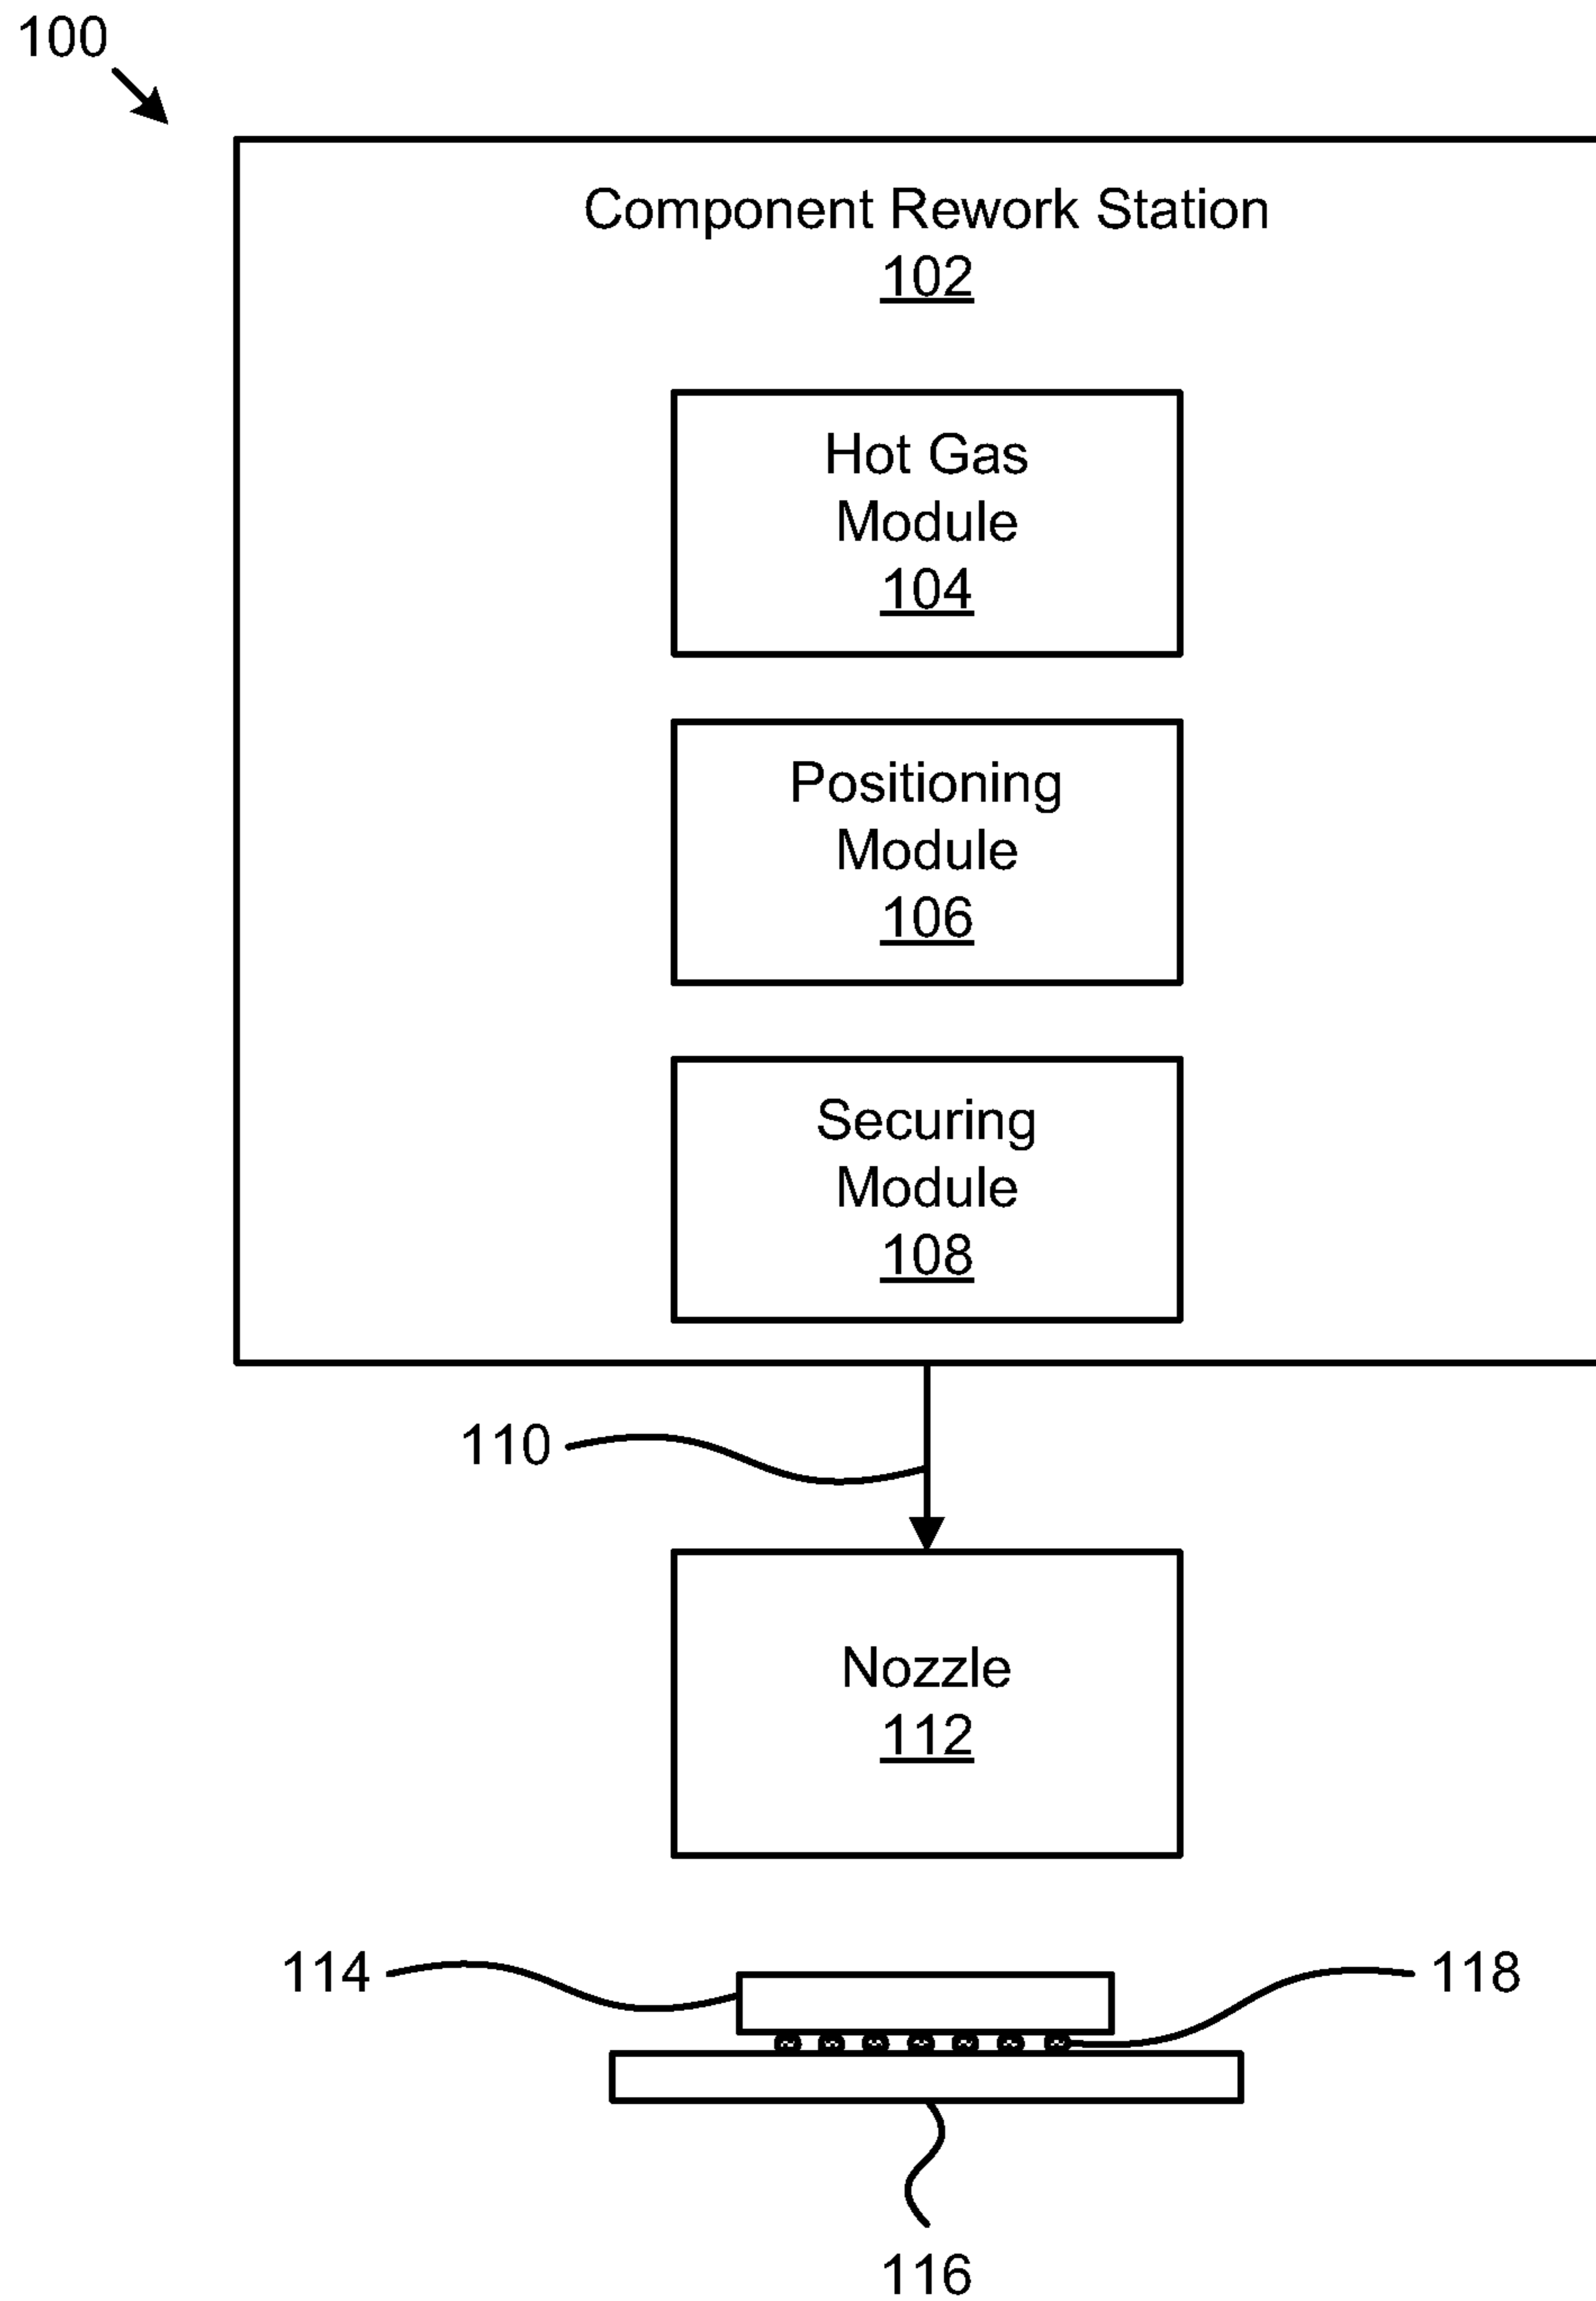 100
Component Rework Station
102
Hot Gas
Module
104
Positioning
Module
106
Securing
Module
108
110
Nozzle
112
114
118
116